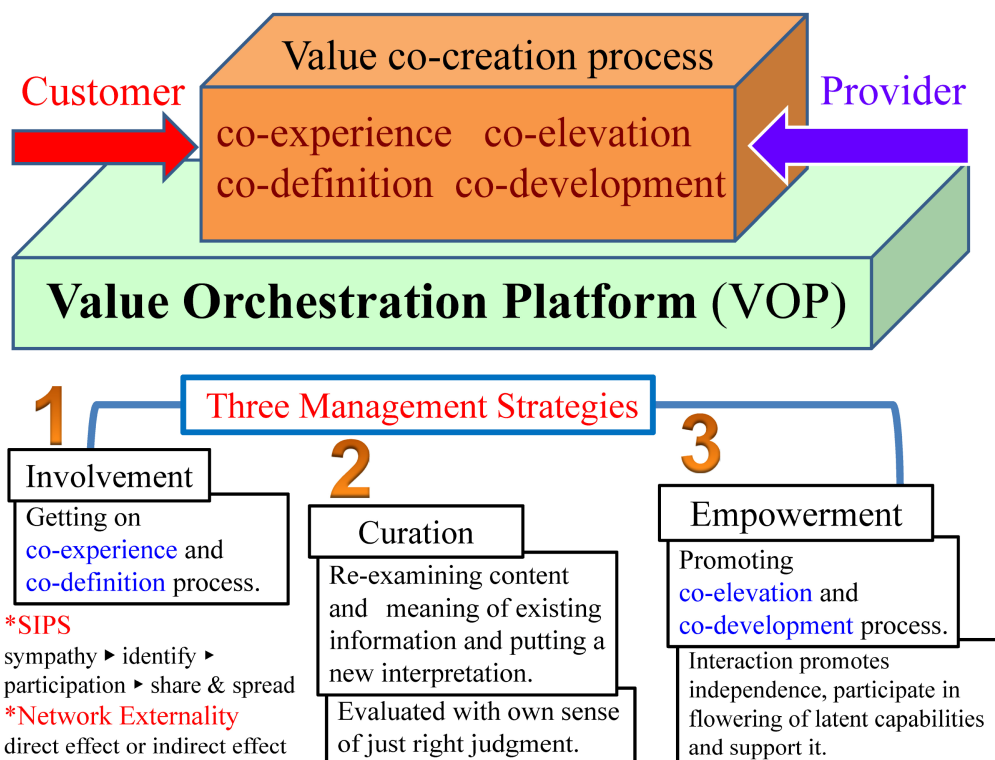 Value co-creation process
Customer
Provider
co-experience co-elevation
co-definition co-development
Value Orchestration Platform (VOP)
Three Management Strategies
1
Involvement
Getting on
co-experience and
co-definition process.
*SIPS
sympathy ▶ identify ▶
participation ▶ share & spread
*Network Externality
direct effect or indirect effect
2
Curation
Re-examining content
and meaning of existing
information and putting a
new interpretation.
Evaluated with own sense
of just right judgment.
3
Empowerment
Promoting
co-elevation and
co-development process.
Interaction promotes
independence, participate in
flowering of latent capabilities
and support it.